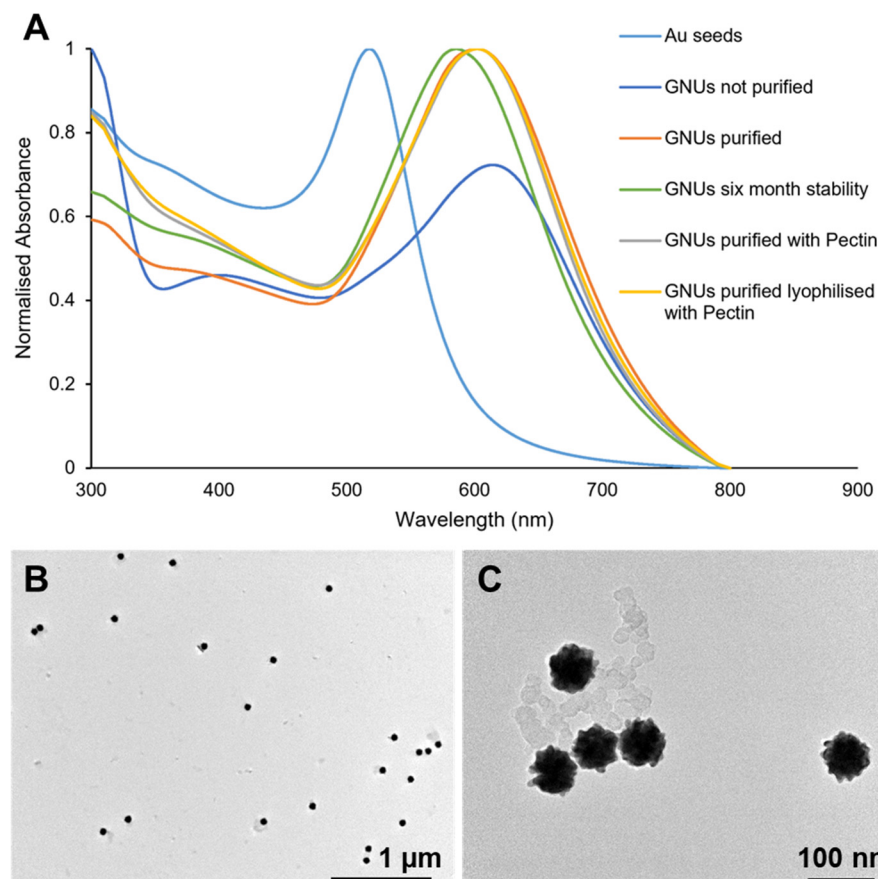 A
Au seeds
GNUs not purified
GNUs purified
GNUs six month stability
GNUs purified with Pectin
GNUs purified lyophilised
with Pectin
Normalised Absorbance
1
0.8
0.6
0.4
0.2
0
300 400 500 600 700 800 900
Wavelength (nm)
B
1 µm
C
100 nm